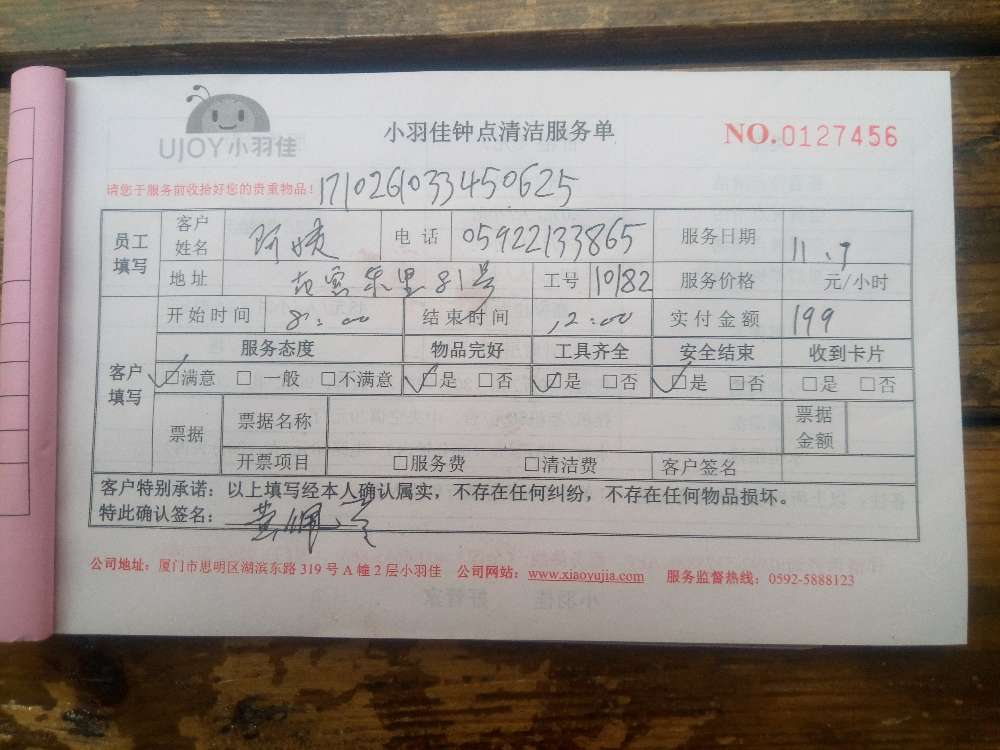 UJOY小羽佳
小羽佳钟点清洁服务单
NO.0127456
请您于服务前收拾好您的贵重物品！
1710261033450625
员工填写 客户姓名 阿姨 电话 059222133865 服务日期 11.7
地址 里81号 工号 10182 服务价格 元/小时
客户填写 开始时间 8:00 结束时间 12:00 实付金额 199
服务态度 物品完好 工具齐全 安全结束 收到卡片
✓□满意 □一般 □不满意 ✓□是 □否 ✓□是 □否 ✓□是 □否 □是 □否
票据 票据名称 票据金额
开票项目 □服务费 □清洁费 客户签名
客户特别承诺：以上填写经本人确认属实，不存在任何纠纷，不存在任何物品损坏。
特此确认签名：黄
公司地址：厦门市思明区湖滨东路 319 号 A 幢 2 层小羽佳 公司网站：www.xiaoyujia.com 服务监督热线：0592-5888123